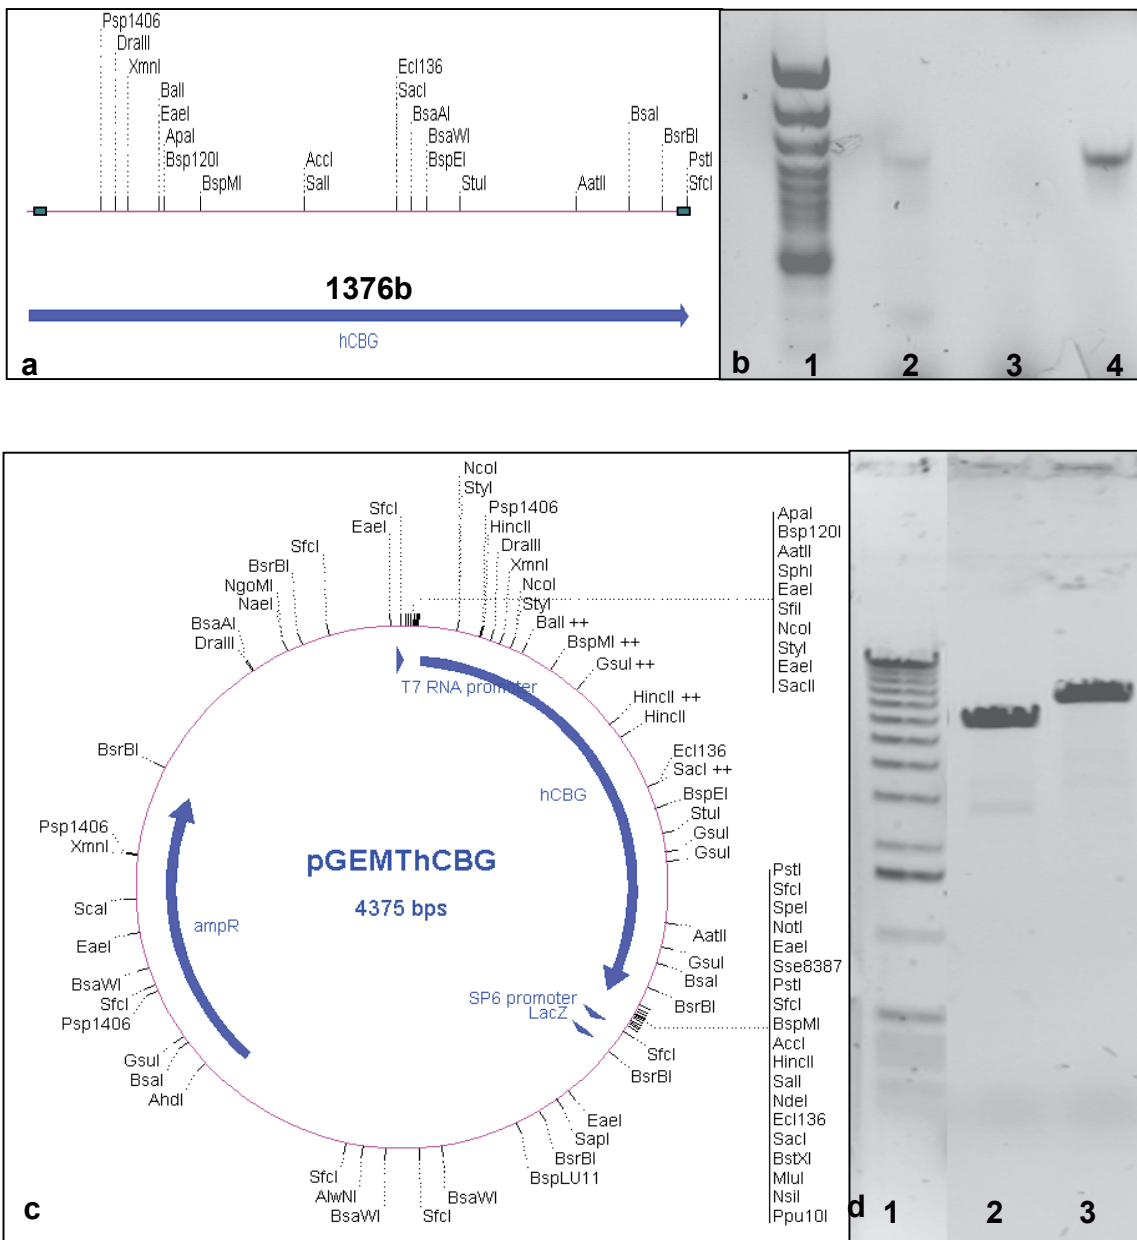 Psp1406
DraIII
XmnI
BalI
EaeI
ApaI
Bsp120I
BspMI
AccI
SalI
Ecl136
SacI
BsaAI
BsaWI
BspEI
StuI
AatII
BsaI
BsrBI
PstI
SfcI
1376b
hCBG
a
b
1
2
3
4
NcoI
StyI
Psp1406
HincII
DraIII
XmnI
NcoI
StyI
BalI ++
BspMI ++
GsuI ++
HincII ++
HincII
Ecl136
SacI ++
BspEI
StuI
GsuI
GsuI
AatII
GsuI
BsaI
BsrBI
SfcI
BsrBI
EaeI
SapI
BsrBI
BspLU11
BsaWI
SfcI
BsaWI
AlwNI
SfcI
AhdI
BsaI
GsuI
Psp1406
SfcI
BsaWI
EaeI
ScaI
XmnI
Psp1406
BsrBI
DraIII
BsaAI
NaeI
NgoMI
BsrBI
SfcI
EaeI
SfcI
T7 RNA promoter
hCBG
SP6 promoter
LacZ
ampR
pGEMThCBG
4375 bps
ApaI
Bsp120I
AatII
SphI
EaeI
SfiI
NcoI
StyI
EaeI
SacII
PstI
SfcI
SpeI
NotI
EaeI
Sse8387
PstI
SfcI
BspMI
AccI
HincII
SalI
NdeI
Ecl136
SacI
BstXI
MluI
NsiI
Ppu10I
c
d
1
2
3